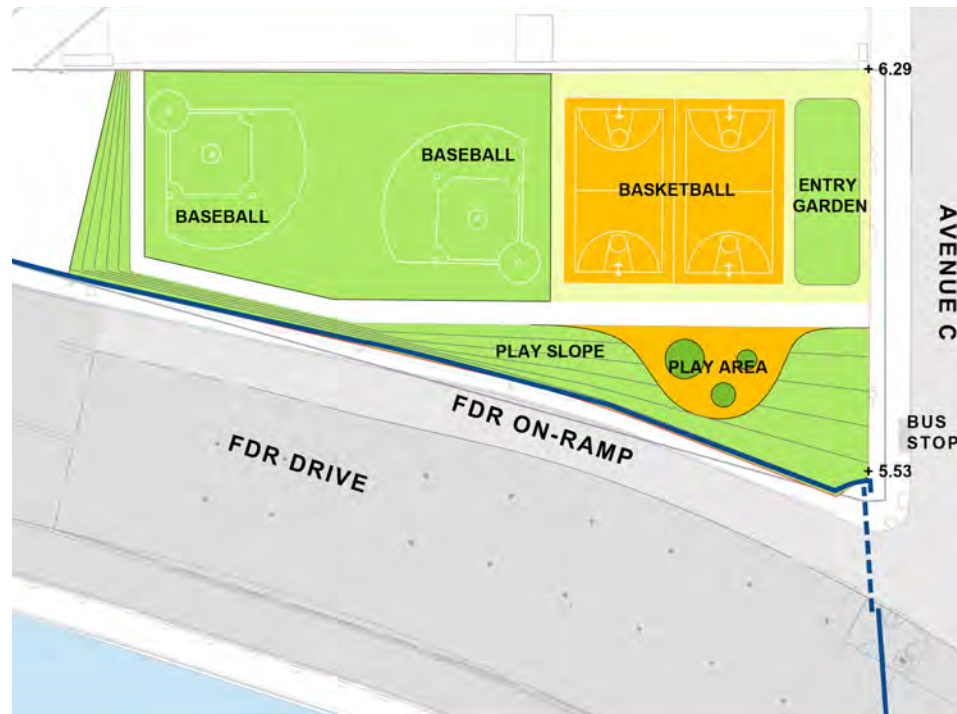 + 6.29
BASEBALL
BASEBALL
BASKETBALL
ENTRY
GARDEN
AVENUE C
PLAY SLOPE
PLAY AREA
FDR ON-RAMP
FDR DRIVE
BUS
STOP
+ 5.53